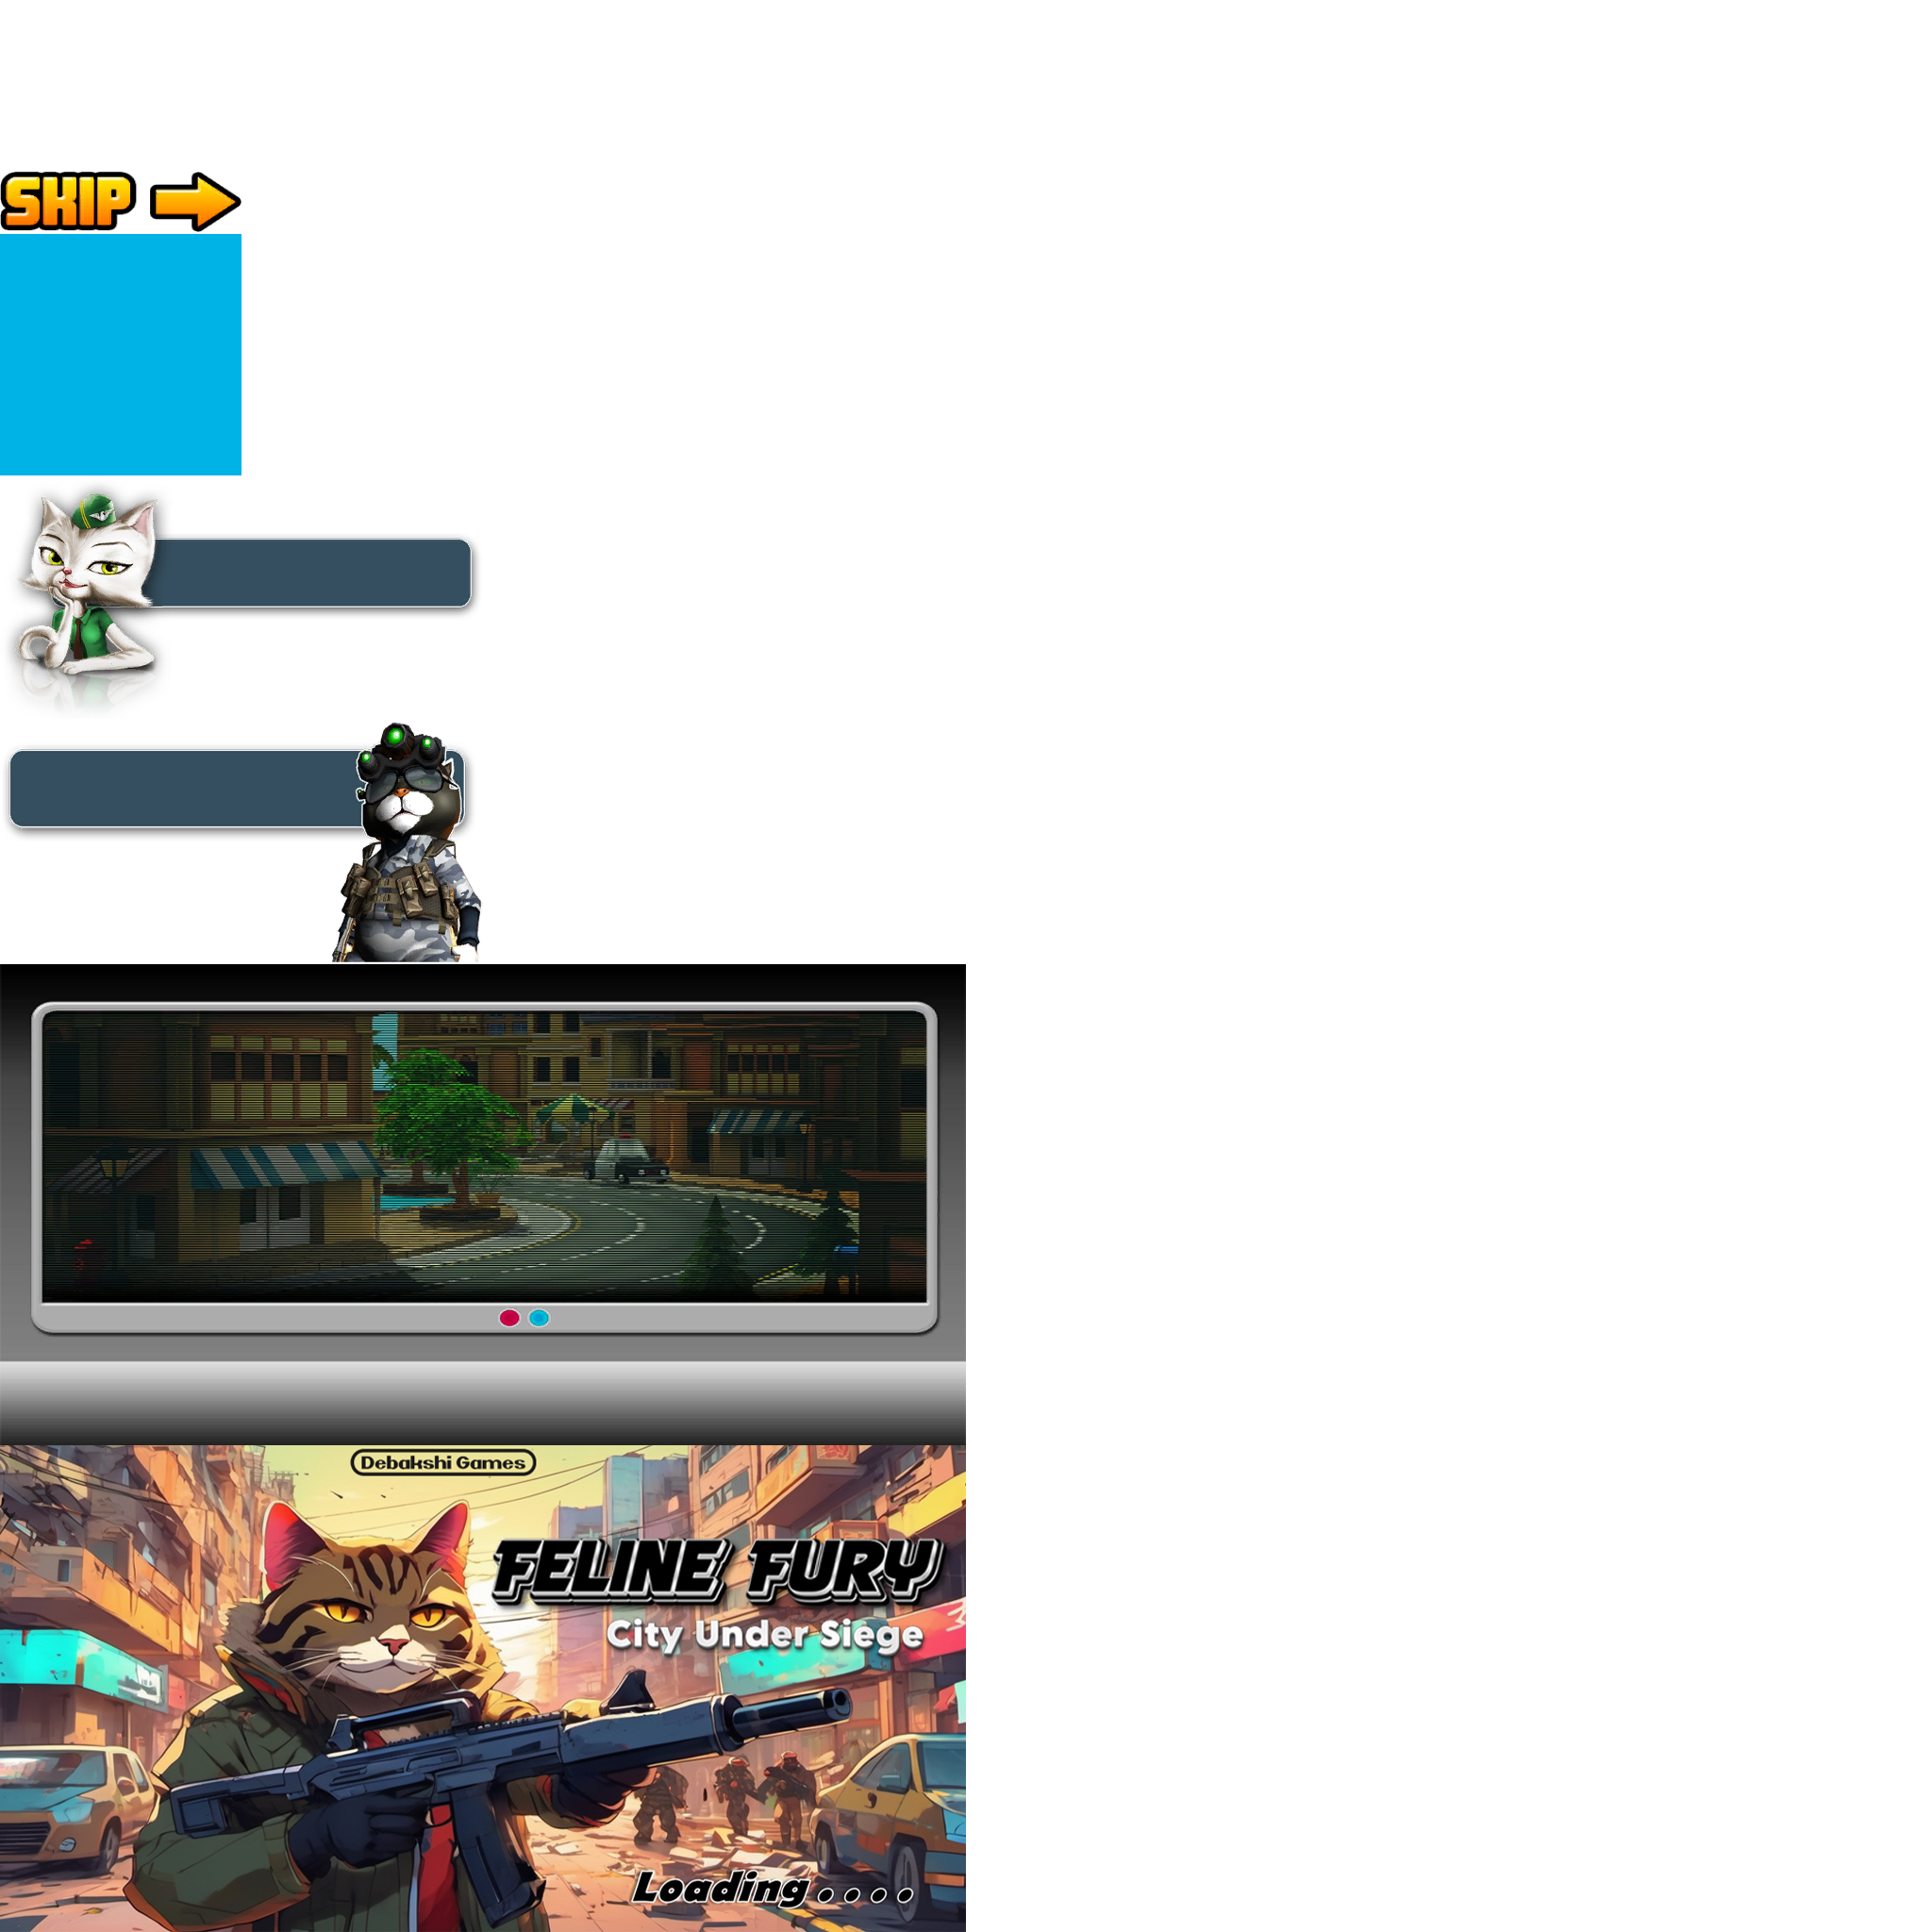 SKIP
Debakshi Games
FELINE FURY
City Under Siege
Loading....